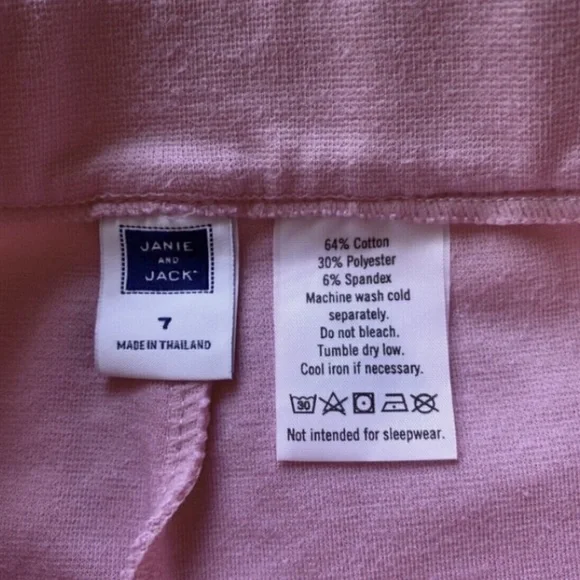 JANIE
AND
JACK
7
MADE IN THAILAND
64% Cotton
30% Polyester
6% Spandex
Machine wash cold
separately.
Do not bleach.
Tumble dry low.
Cool iron if necessary.
30
Not intended for sleepwear.